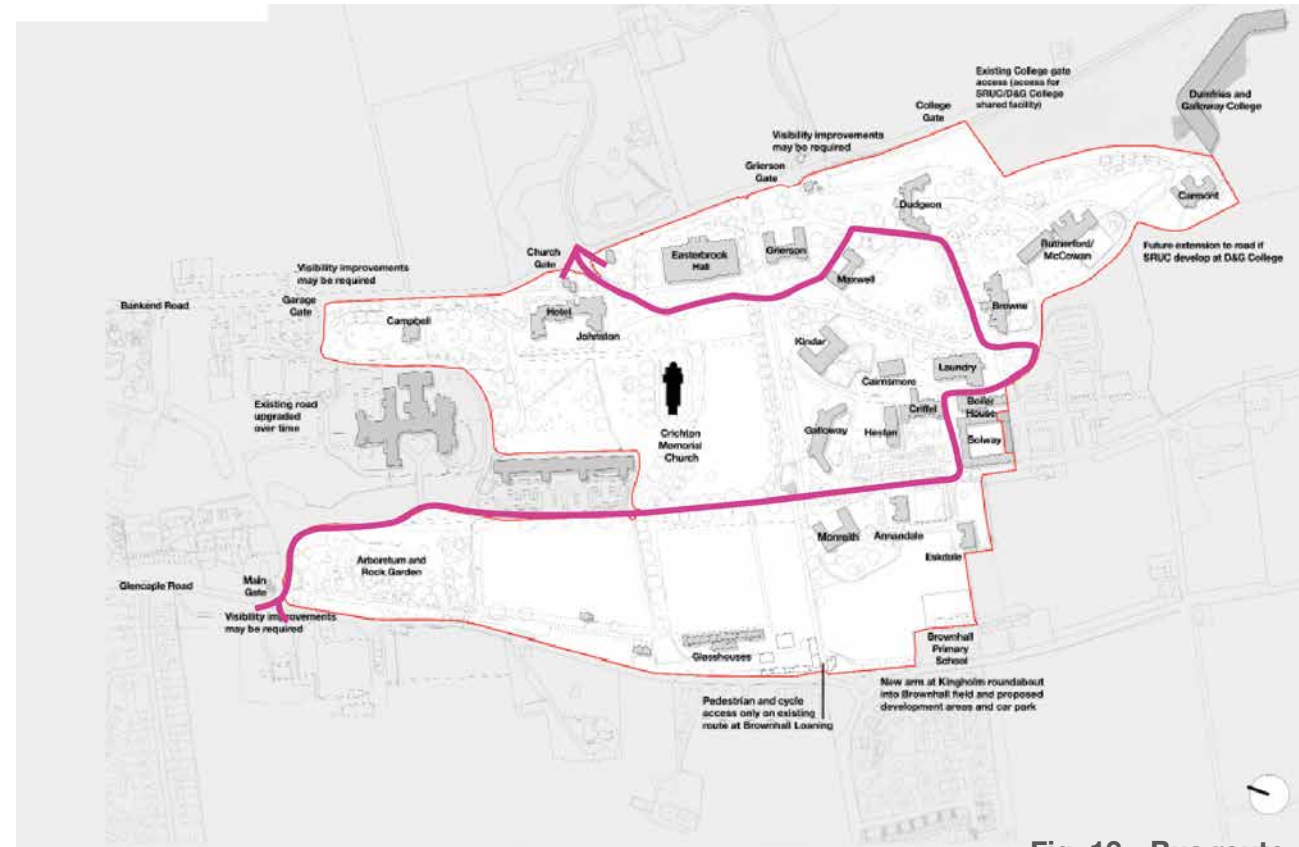 Existing College gate
access (access for
SRUC/D&G College
shared facility)
College
Gate
Dumfries and
Galloway College
Visibility improvements
may be required
Grierson
Gate
Dudgeon
Carmont
Church
Gate
Easterbrook
Hall
Grierson
Rutherford/
McCowan
Future extension to road if
SRUC develop at D&G College
Visibility improvements
may be required
Maxwell
Bankend Road
Garage
Gate
Campbell
Hotel
Johnston
Browne
Kindar
Cairnsmore
Laundry
Existing road
upgraded
over time
Crichton
Memorial
Church
Galloway
Hestan
Criffel
Boiler
House
Solway
Monreith
Annandale
Eskdale
Arboretum and
Rock Garden
Glencaple Road
Main
Gate
Visibility improvements
may be required
Glasshouses
Brownhall
Primary
School
Pedestrian and cycle
access only on existing
route at Brownhall Loaning
New arm at Kingholm roundabout
into Brownhall field and proposed
development areas and car park